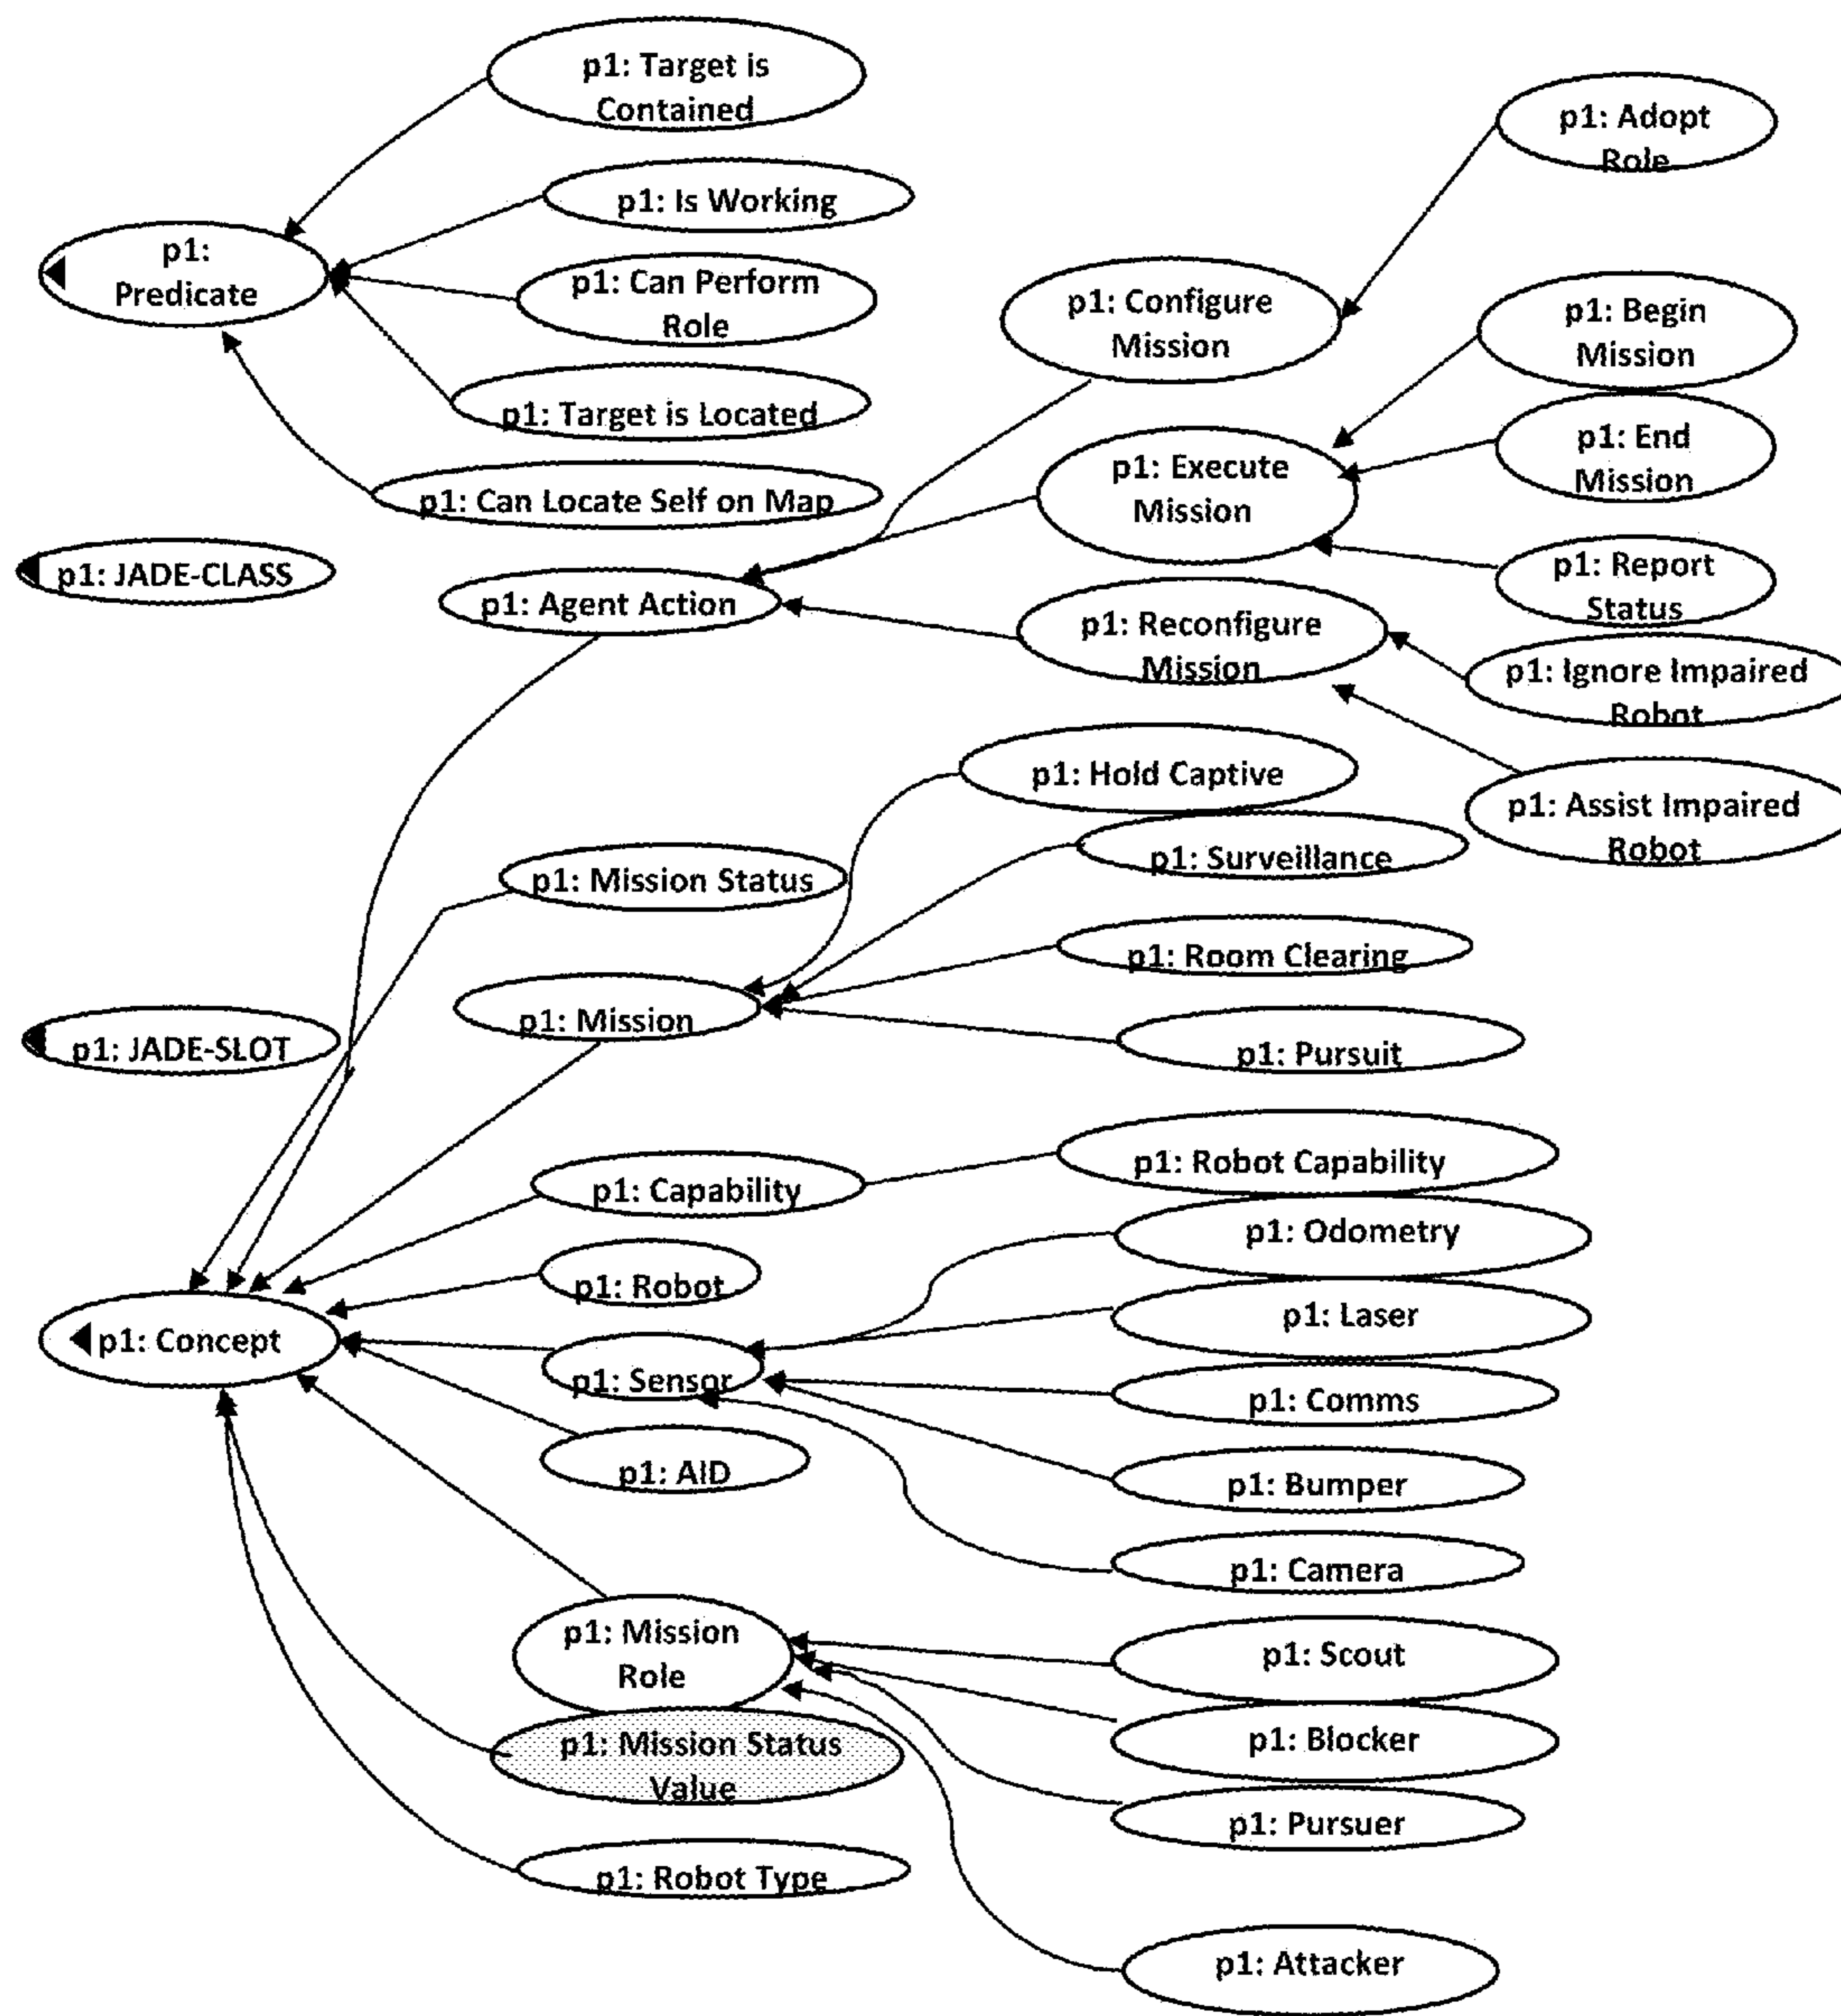 p1: Target is
Contained
p1: Is Working
p1:
Predicate
p1: Can Perform
Role
p1: Target is Located
p1: Can Locate Self on Map
p1: JADE-CLASS
p1: Adopt
Role
p1: Configure
Mission
p1: Begin
Mission
p1: Execute
Mission
p1: End
Mission
p1: Report
Status
p1: Agent Action
p1: Reconfigure
Mission
p1: Ignore Impaired
Robot
p1: Assist Impaired
Robot
p1: Hold Captive
p1: Surveillance
p1: Mission Status
p1: Room Clearing
p1: Mission
p1: Pursuit
p1: JADE-SLOT
p1: Capability
p1: Robot Capability
p1: Odometry
p1: Robot
p1: Laser
p1: Concept
p1: Sensor
p1: Comms
p1: AID
p1: Bumper
p1: Camera
p1: Mission
Role
p1: Scout
p1: Mission Status
Value
p1: Blocker
p1: Pursuer
p1: Robot Type
p1: Attacker